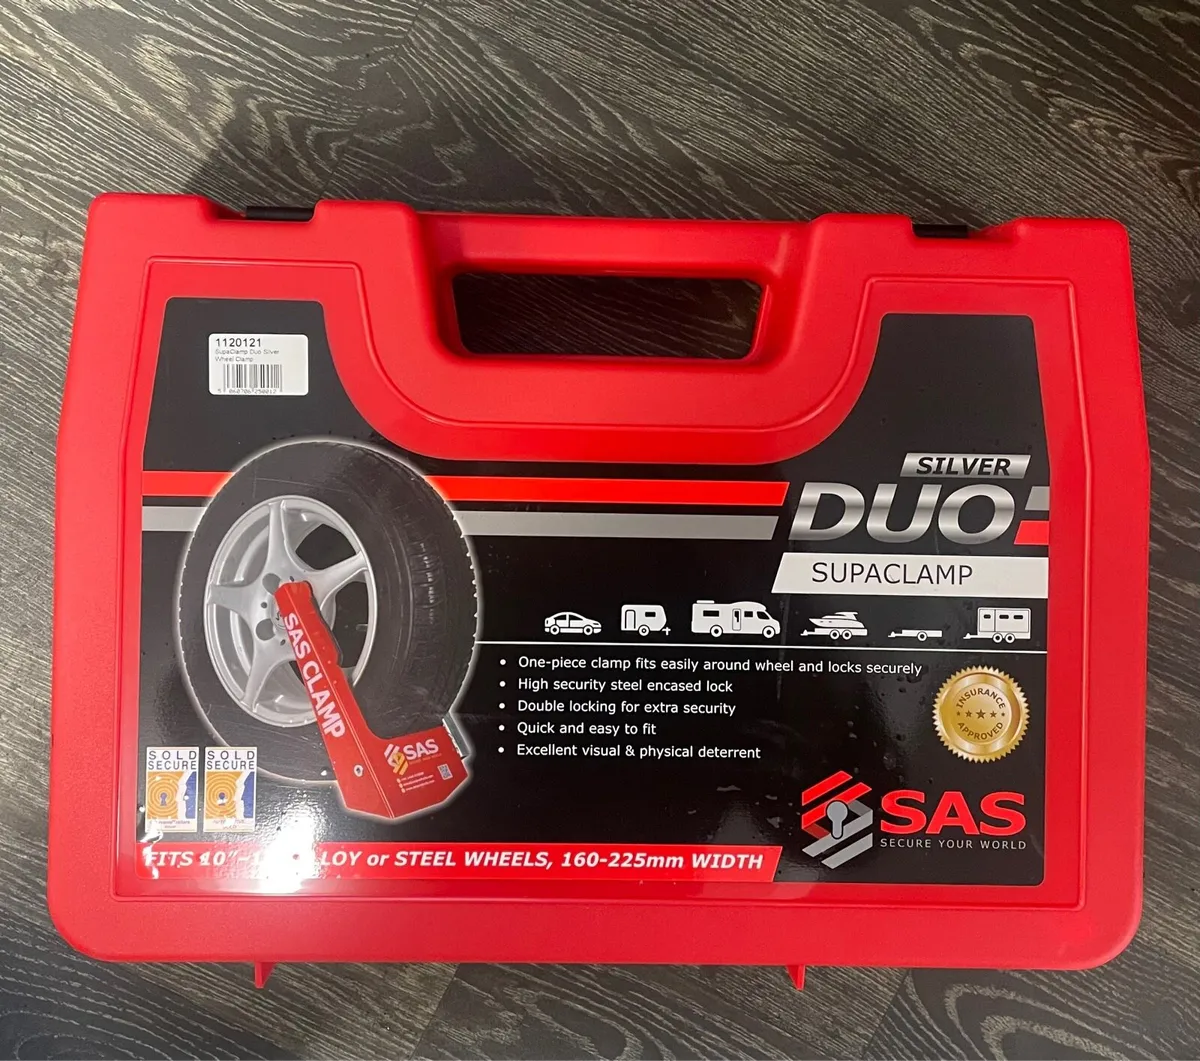 1120121
SupaClamp Duo Silver
Wheel Clamp
SILVER
DUO
SUPACLAMP
• One-piece clamp fits easily around wheel and locks securely
• High security steel encased lock
• Double locking for extra security
• Quick and easy to fit
• Excellent visual & physical deterrent
INSURANCE
APPROVED
SAS CLAMP
SAS
SOLD
SECURE
SOLD
SECURE
SAS
SECURE YOUR WORLD
FITS or STEEL WHEELS, 160-225mm WIDTH